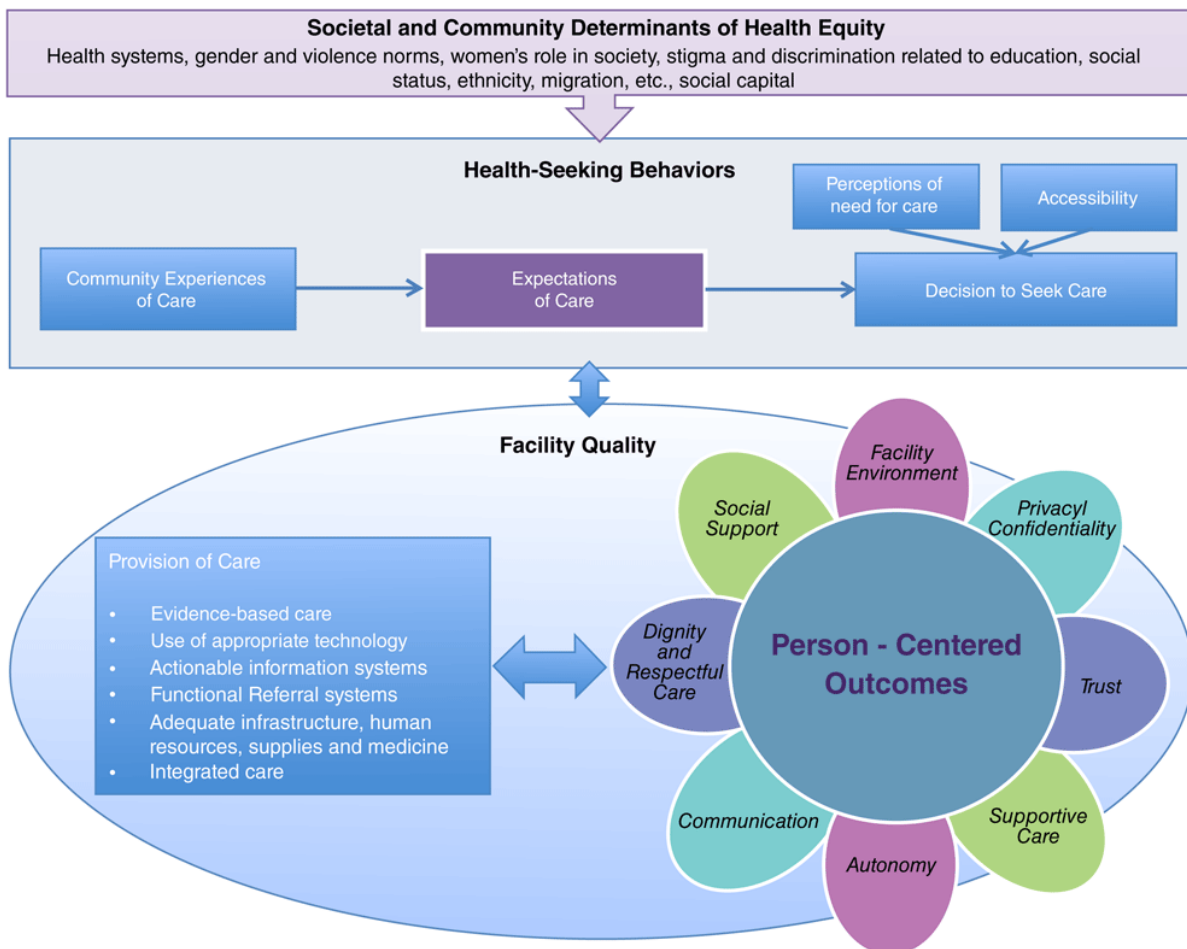 Societal and Community Determinants of Health Equity
Health systems, gender and violence norms, women's role in society, stigma and discrimination related to education, social
status, ethnicity, migration, etc., social capital
Health-Seeking Behaviors
Perceptions of
need for care
Accessibility
Community Experiences
of Care
Expectations
of Care
Decision to Seek Care
Facility Quality
Facility
Environment
Social
Support
Privacyl
Confidentiality
Provision of Care
• Evidence-based care
• Use of appropriate technology
• Actionable information systems
• Functional Referral systems
• Adequate infrastructure, human
resources, supplies and medicine
• Integrated care
Dignity
and
Respectful
Care
Person - Centered
Outcomes
Trust
Communication
Autonomy
Supportive
Care